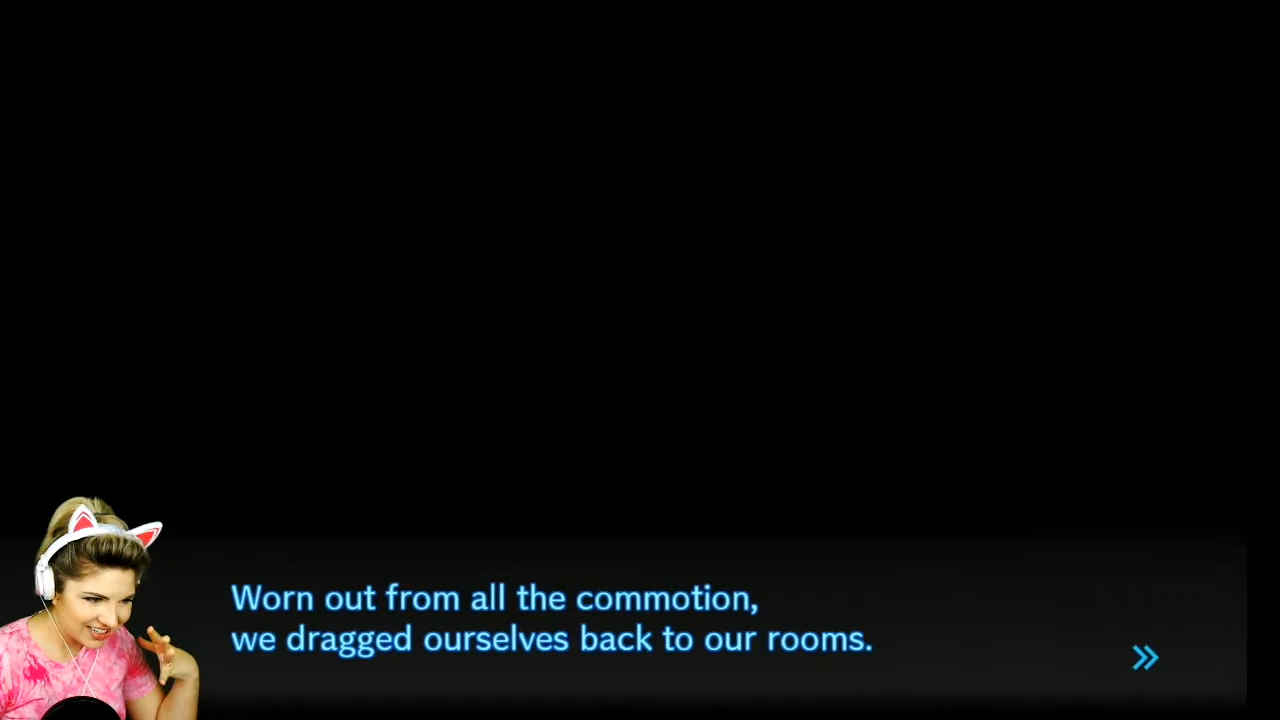 Worn out from all the commotion,
we dragged ourselves back to our rooms.